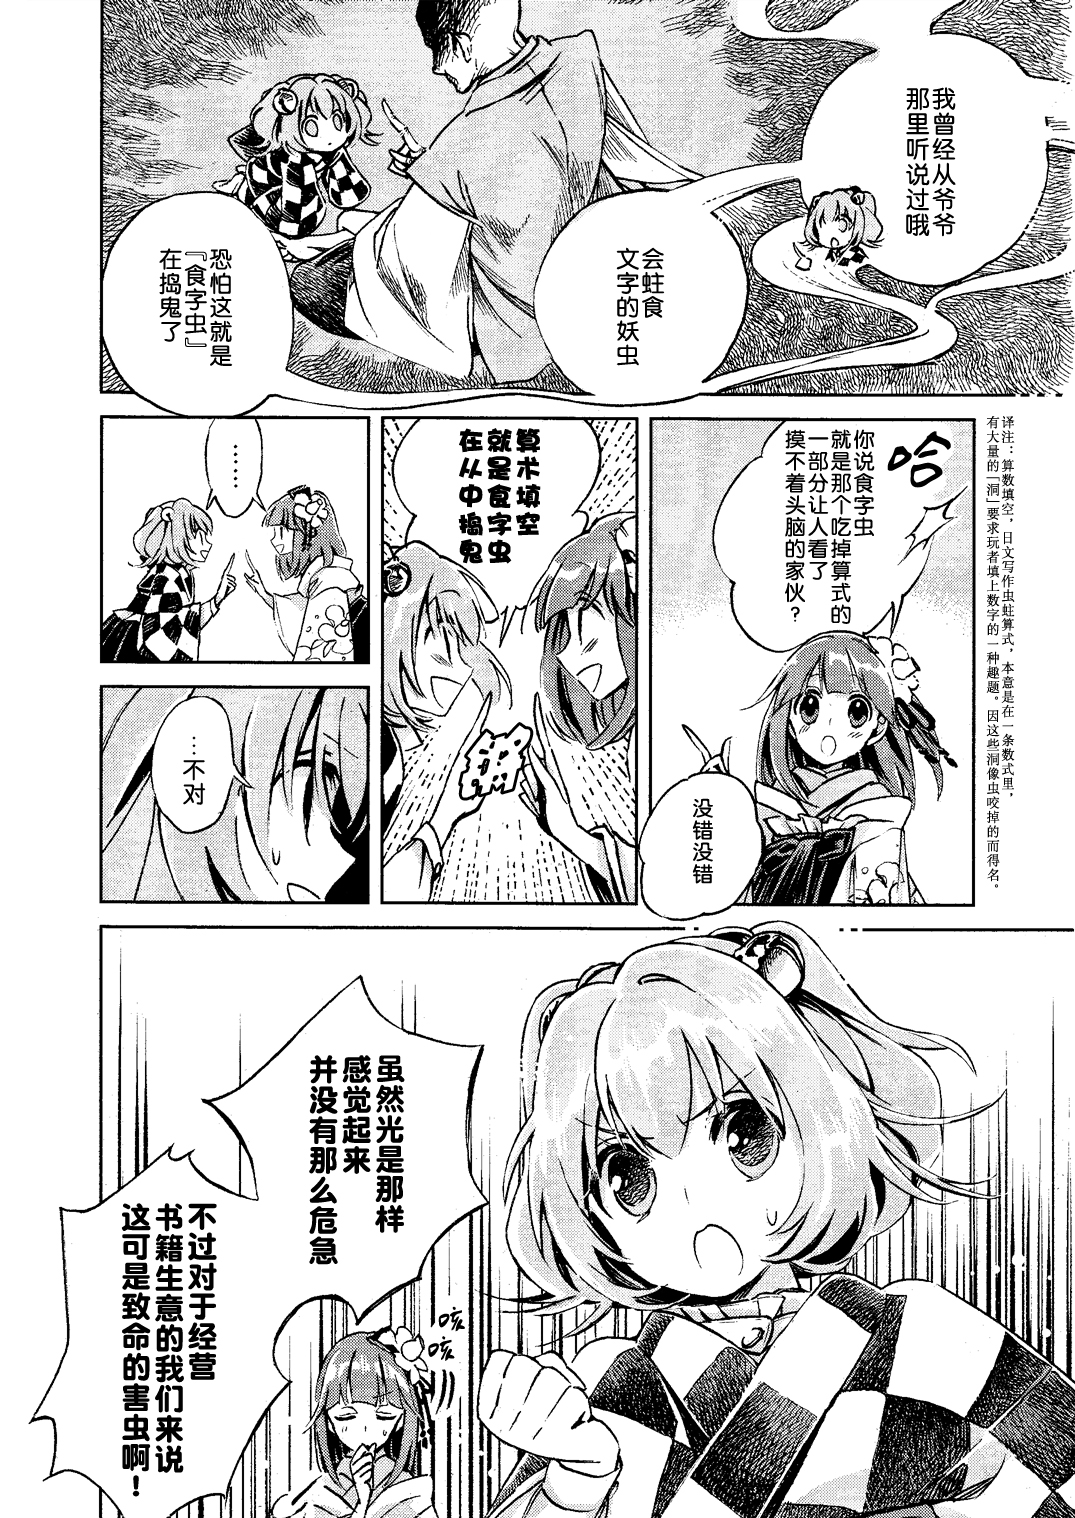 我曾经从爷爷
那里听说过哦
会蛀食
文字的妖虫
恐怕这就是
『食字虫』
在捣鬼了
哈
你说食字虫
就是那个吃掉算式的
一部分让人看了
摸不着头脑的家伙？
没错没错
算术填空
就是食字虫
在从中捣鬼
……
…不对
虽然光是那样
感觉起来
并没有那么危急
不过对于经营
书籍生意的我们来说
这可是致命的害虫啊！
咳
咳
译注：算数填空，日文写作虫蛀算式，本意是在一条数式里，
有大量的「洞」要求玩者填上数字的一种趣题。因这些洞像虫咬掉的而得名。